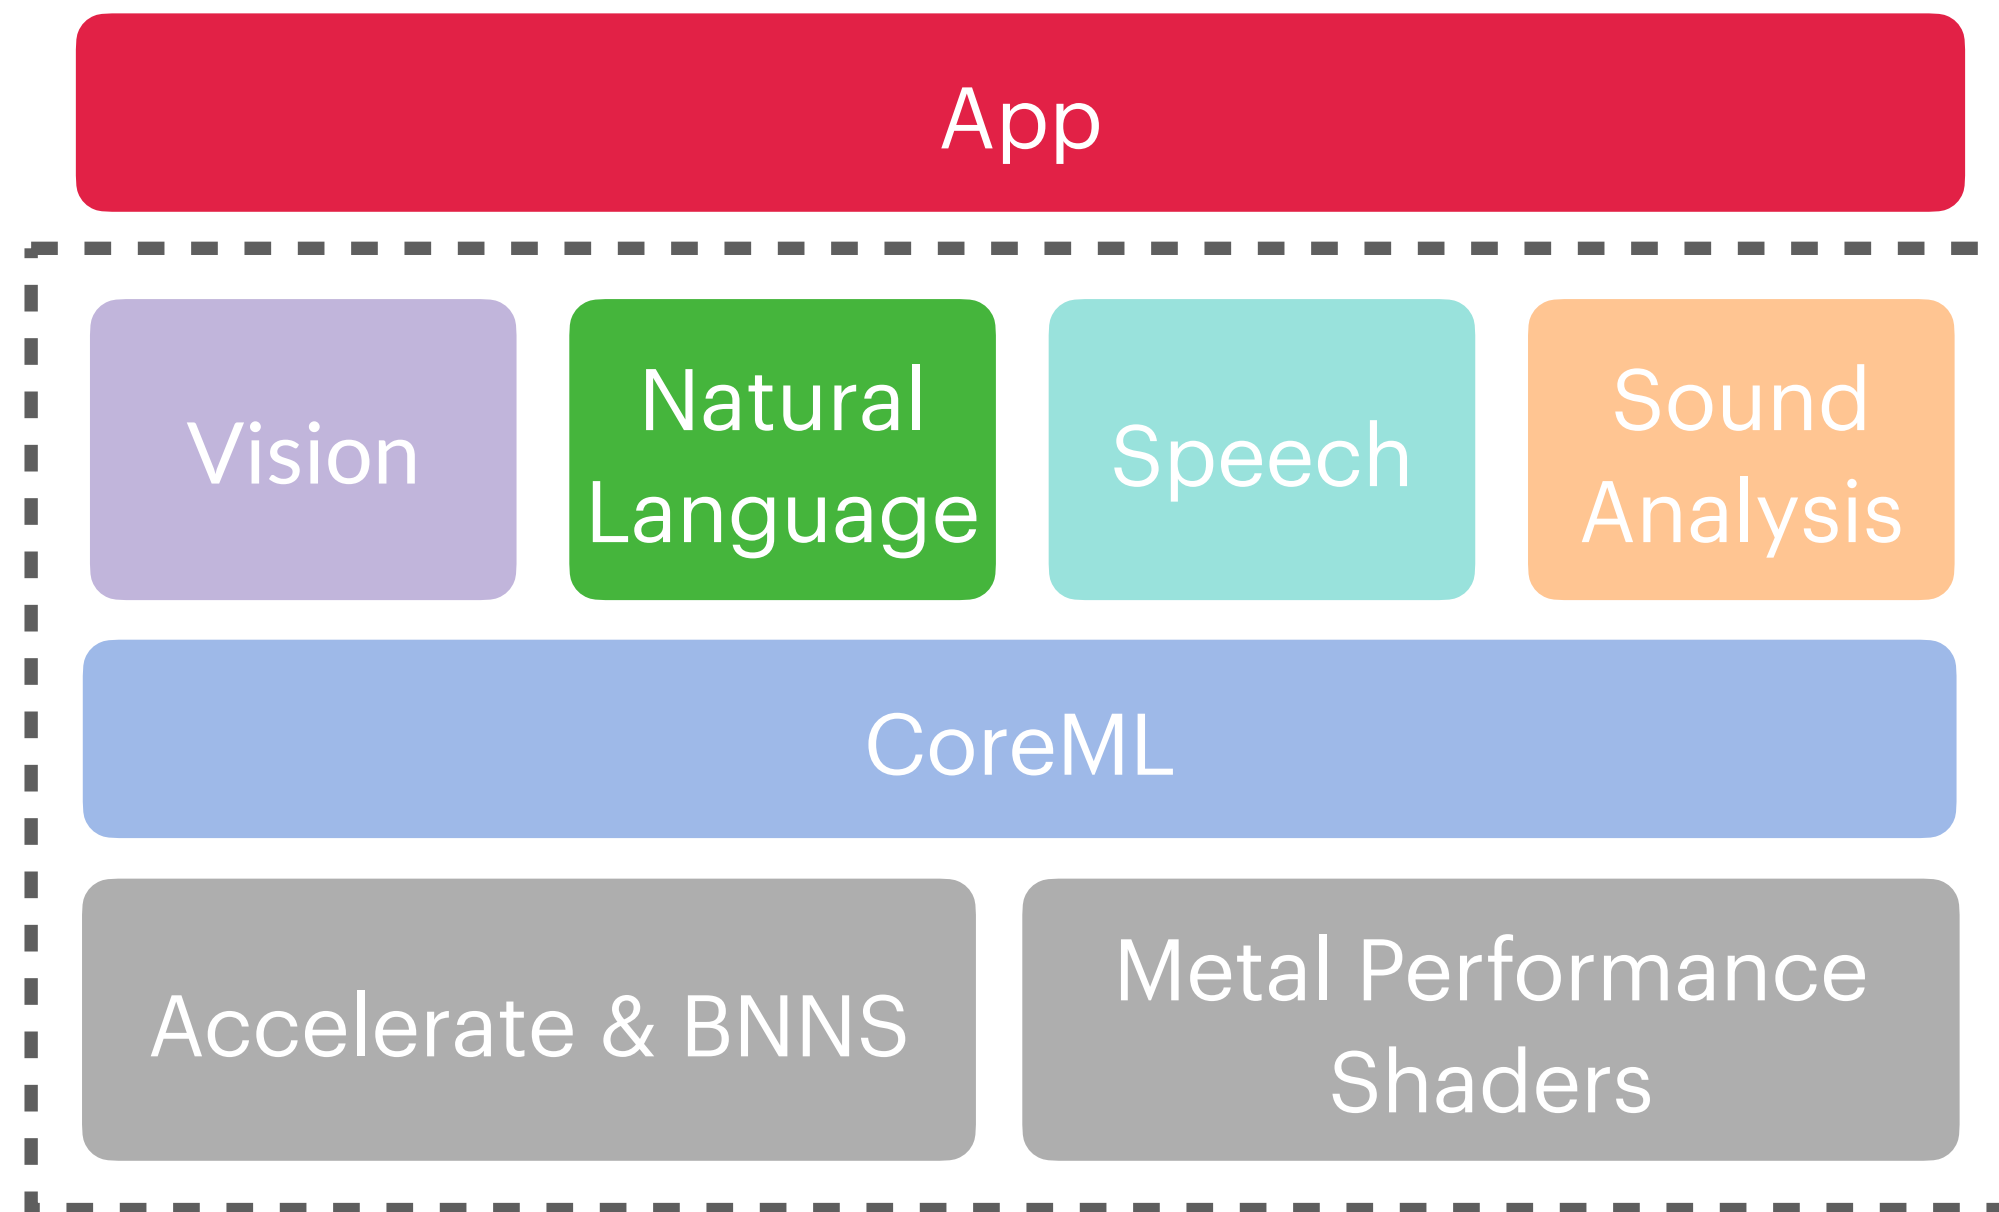 App
Vision
Natural
Language
Speech
Sound
Analysis
CoreML
Accelerate & BNNS
Metal Performance
Shaders